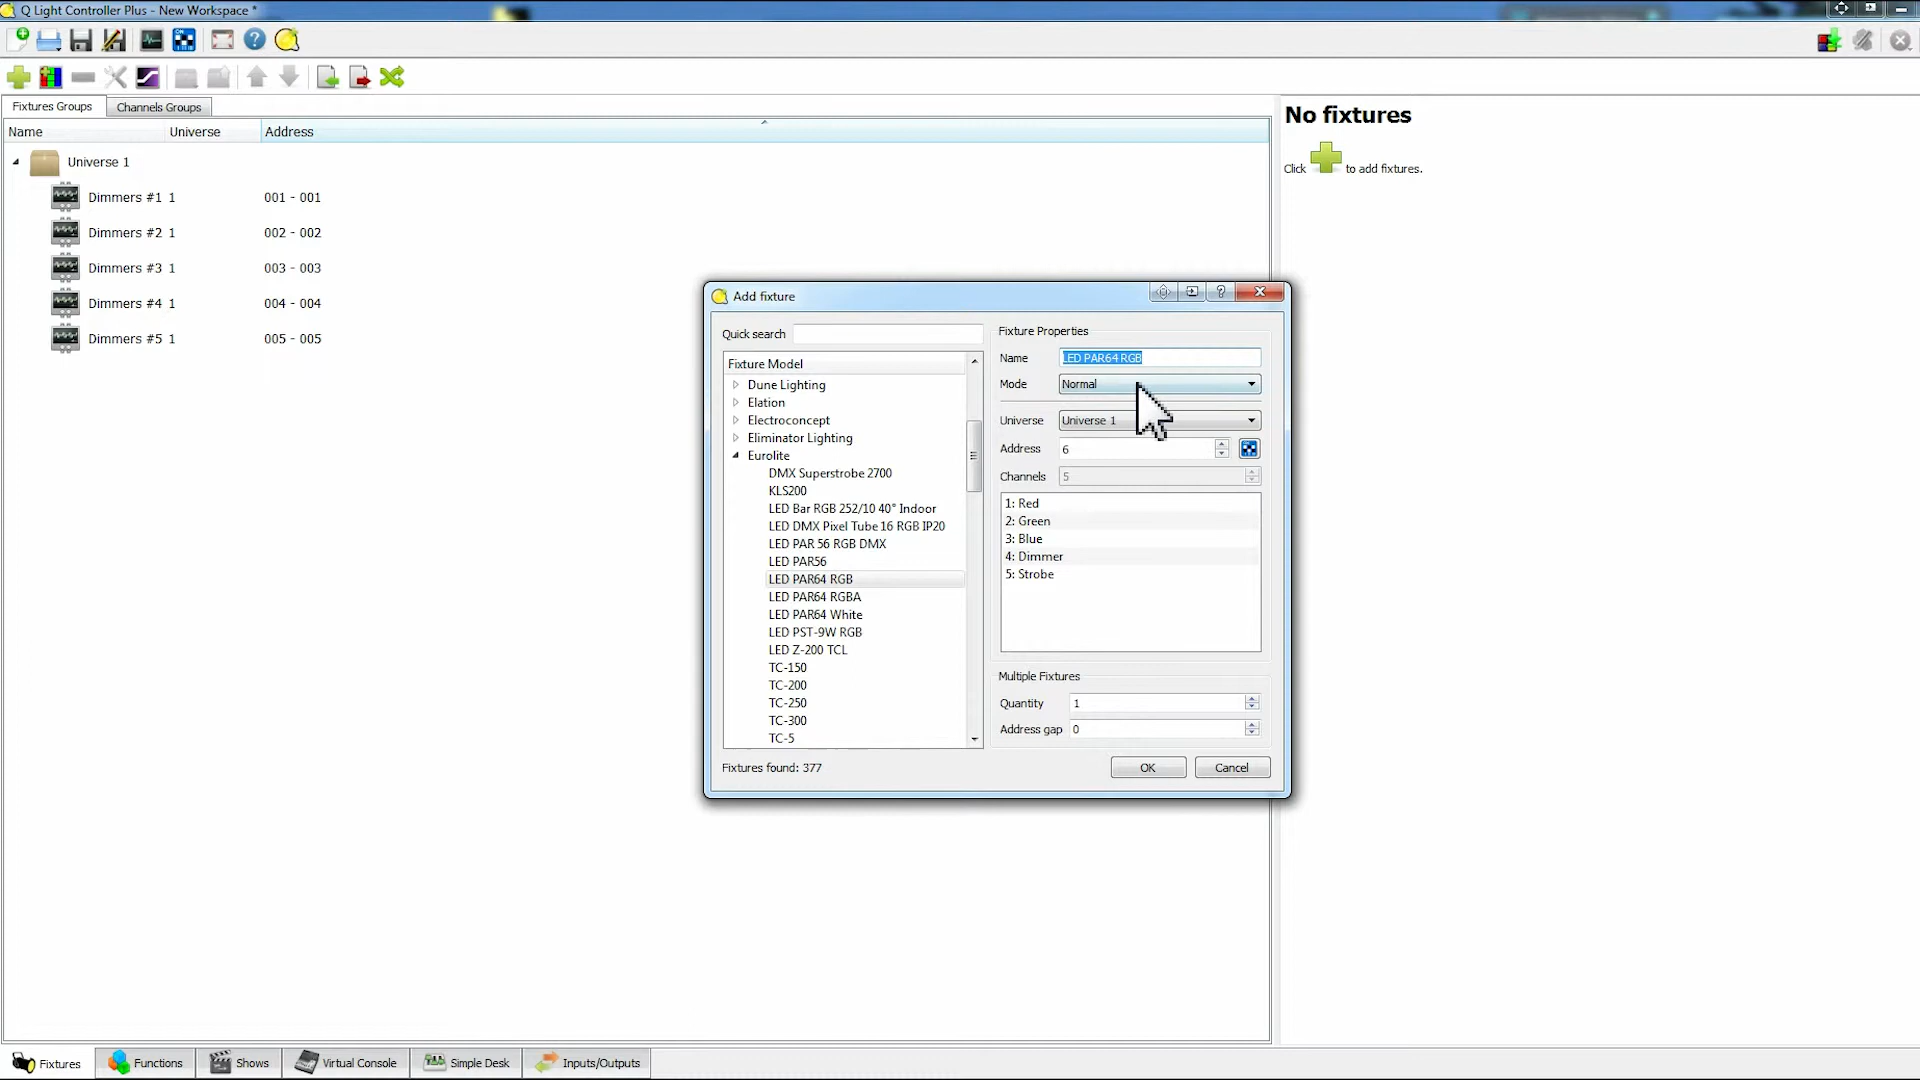 Q Light Controller Plus - New Workspace *
Fixtures Groups
Channels Groups
Name
Universe
Address
Universe 1
Dimmers #1 1
001 - 001
Dimmers #2 1
002 - 002
Dimmers #3 1
003 - 003
Dimmers #4 1
004 - 004
Dimmers #5 1
005 - 005
No fixtures
Click to add fixtures.
Add fixture
Quick search
Fixture Model
Dune Lighting
Elation
Electroconcept
Eliminator Lighting
Eurolite
DMX Superstrobe 2700
KLS200
LED Bar RGB 252/10 40° Indoor
LED DMX Pixel Tube 16 RGB IP20
LED PAR 56 RGB DMX
LED PAR56
LED PAR64 RGB
LED PAR64 RGBA
LED PAR64 White
LED PST-9W RGB
LED Z-200 TCL
TC-150
TC-200
TC-250
TC-300
TC-5
Fixtures found: 377
Fixture Properties
Name LED PAR64 RGB
Mode Normal
Universe Universe 1
Address 6
Channels 5
1: Red
2: Green
3: Blue
4: Dimmer
5: Strobe
Multiple Fixtures
Quantity 1
Address gap 0
OK
Cancel
Fixtures
Functions
Shows
Virtual Console
Simple Desk
Inputs/Outputs